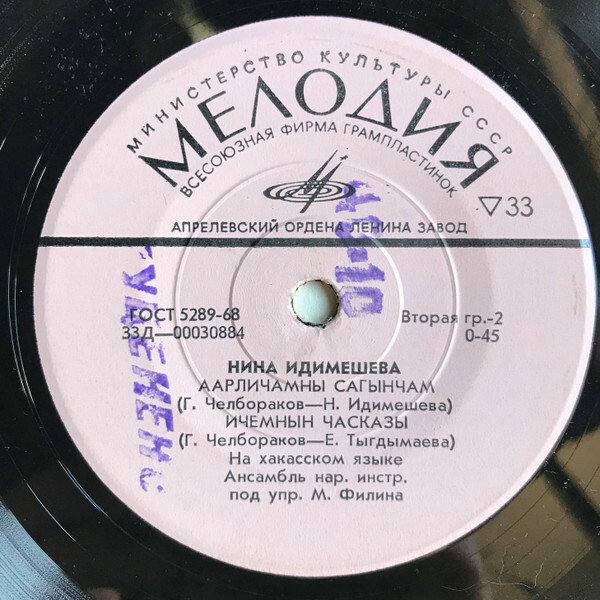 МИНИСТЕРСТВО КУЛЬТУРЫ СССР
МЕЛОДИЯ
ВСЕСОЮЗНАЯ ФИРМА ГРАМПЛАСТИНОК
▽33
АПРЕЛЕВСКИЙ ОРДЕНА ЛЕНИНА ЗАВОД
ГОСТ 5289-68
33Д—00030884
Вторая гр.-2
0-45
НИНА ИДИМЕШЕВА
ААРЛИЧАМНЫ САГЫНЧАМ
(Г. Челбораков—Н. Идимешева)
ИЧЕМНЫН ЧАСКАЗЫ
(Г. Челбораков—Е. Тыгдымаева)
На хакасском языке
Ансамбль нар. инстр.
под упр. М. Филина